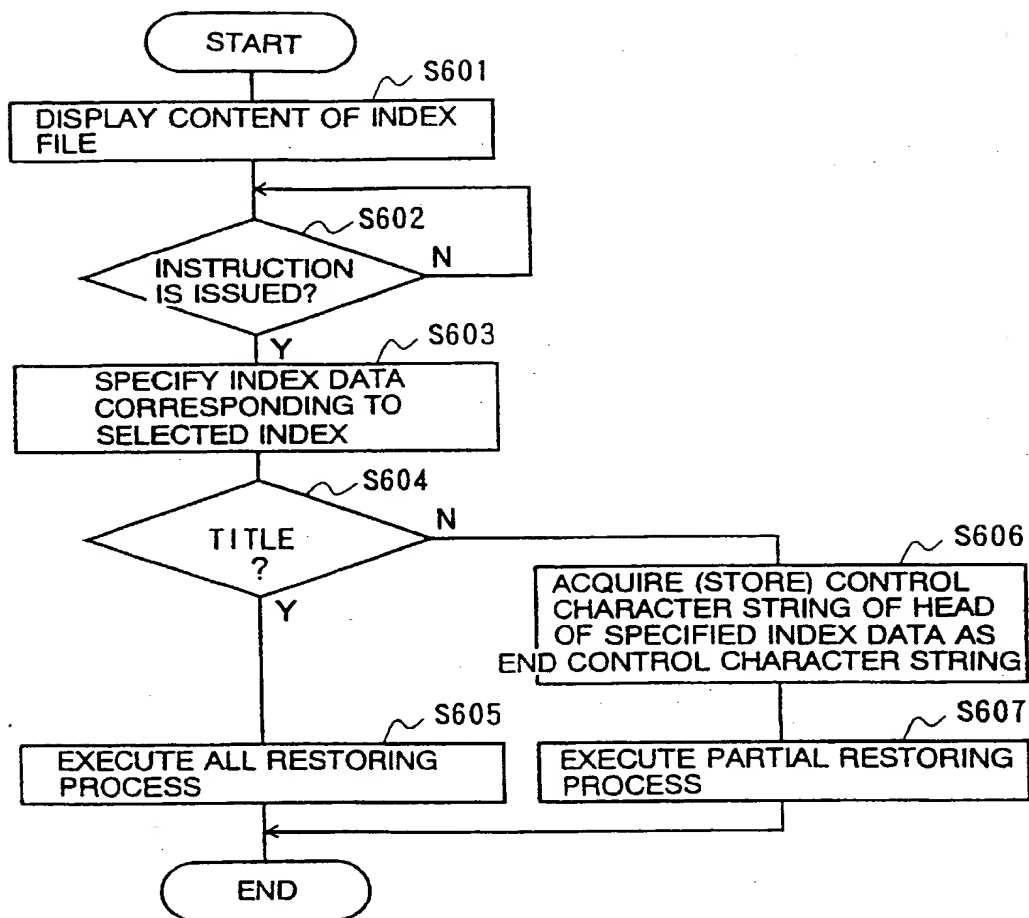 START
S601
DISPLAY CONTENT OF INDEX
FILE
S602
INSTRUCTION
IS ISSUED?
N
Y
S603
SPECIFY INDEX DATA
CORRESPONDING TO
SELECTED INDEX
S604
TITLE
?
N
Y
S606
ACQUIRE (STORE) CONTROL
CHARACTER STRING OF HEAD
OF SPECIFIED INDEX DATA AS
END CONTROL CHARACTER STRING
S605
EXECUTE ALL RESTORING
PROCESS
S607
EXECUTE PARTIAL RESTORING
PROCESS
END